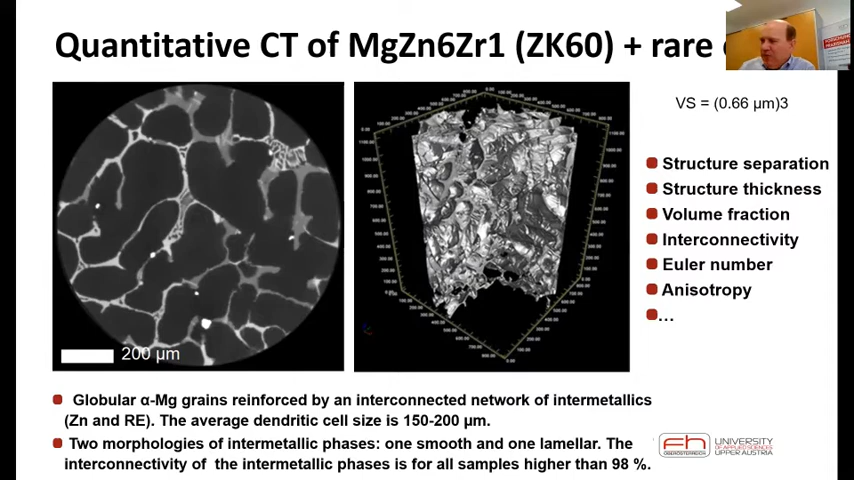 Quantitative CT of MgZn6Zr1 (ZK60) + rare
VS = (0.66 µm)3
Structure separation
Structure thickness
Volume fraction
Interconnectivity
Euler number
Anisotropy
...
200 µm
Globular α-Mg grains reinforced by an interconnected network of intermetallics
(Zn and RE). The average dendritic cell size is 150-200 µm.
Two morphologies of intermetallic phases: one smooth and one lamellar. The
interconnectivity of the intermetallic phases is for all samples higher than 98 %.
fh
OBERÖSTERREICH
UNIVERSITY
OF APPLIED SCIENCES
UPPER AUSTRIA